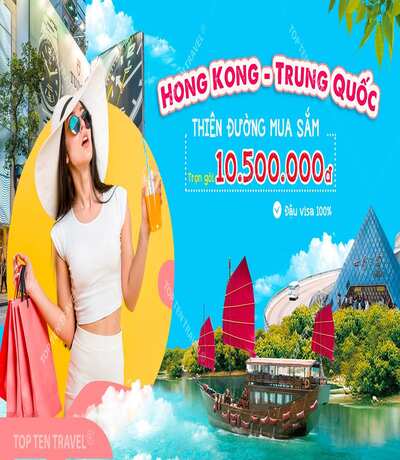 HONG KONG - TRUNG QUỐC
THIÊN ĐƯỜNG MUA SẮM
Trọn gói 10.500.000đ
Đậu visa 100%
TOP TEN TRAVEL®